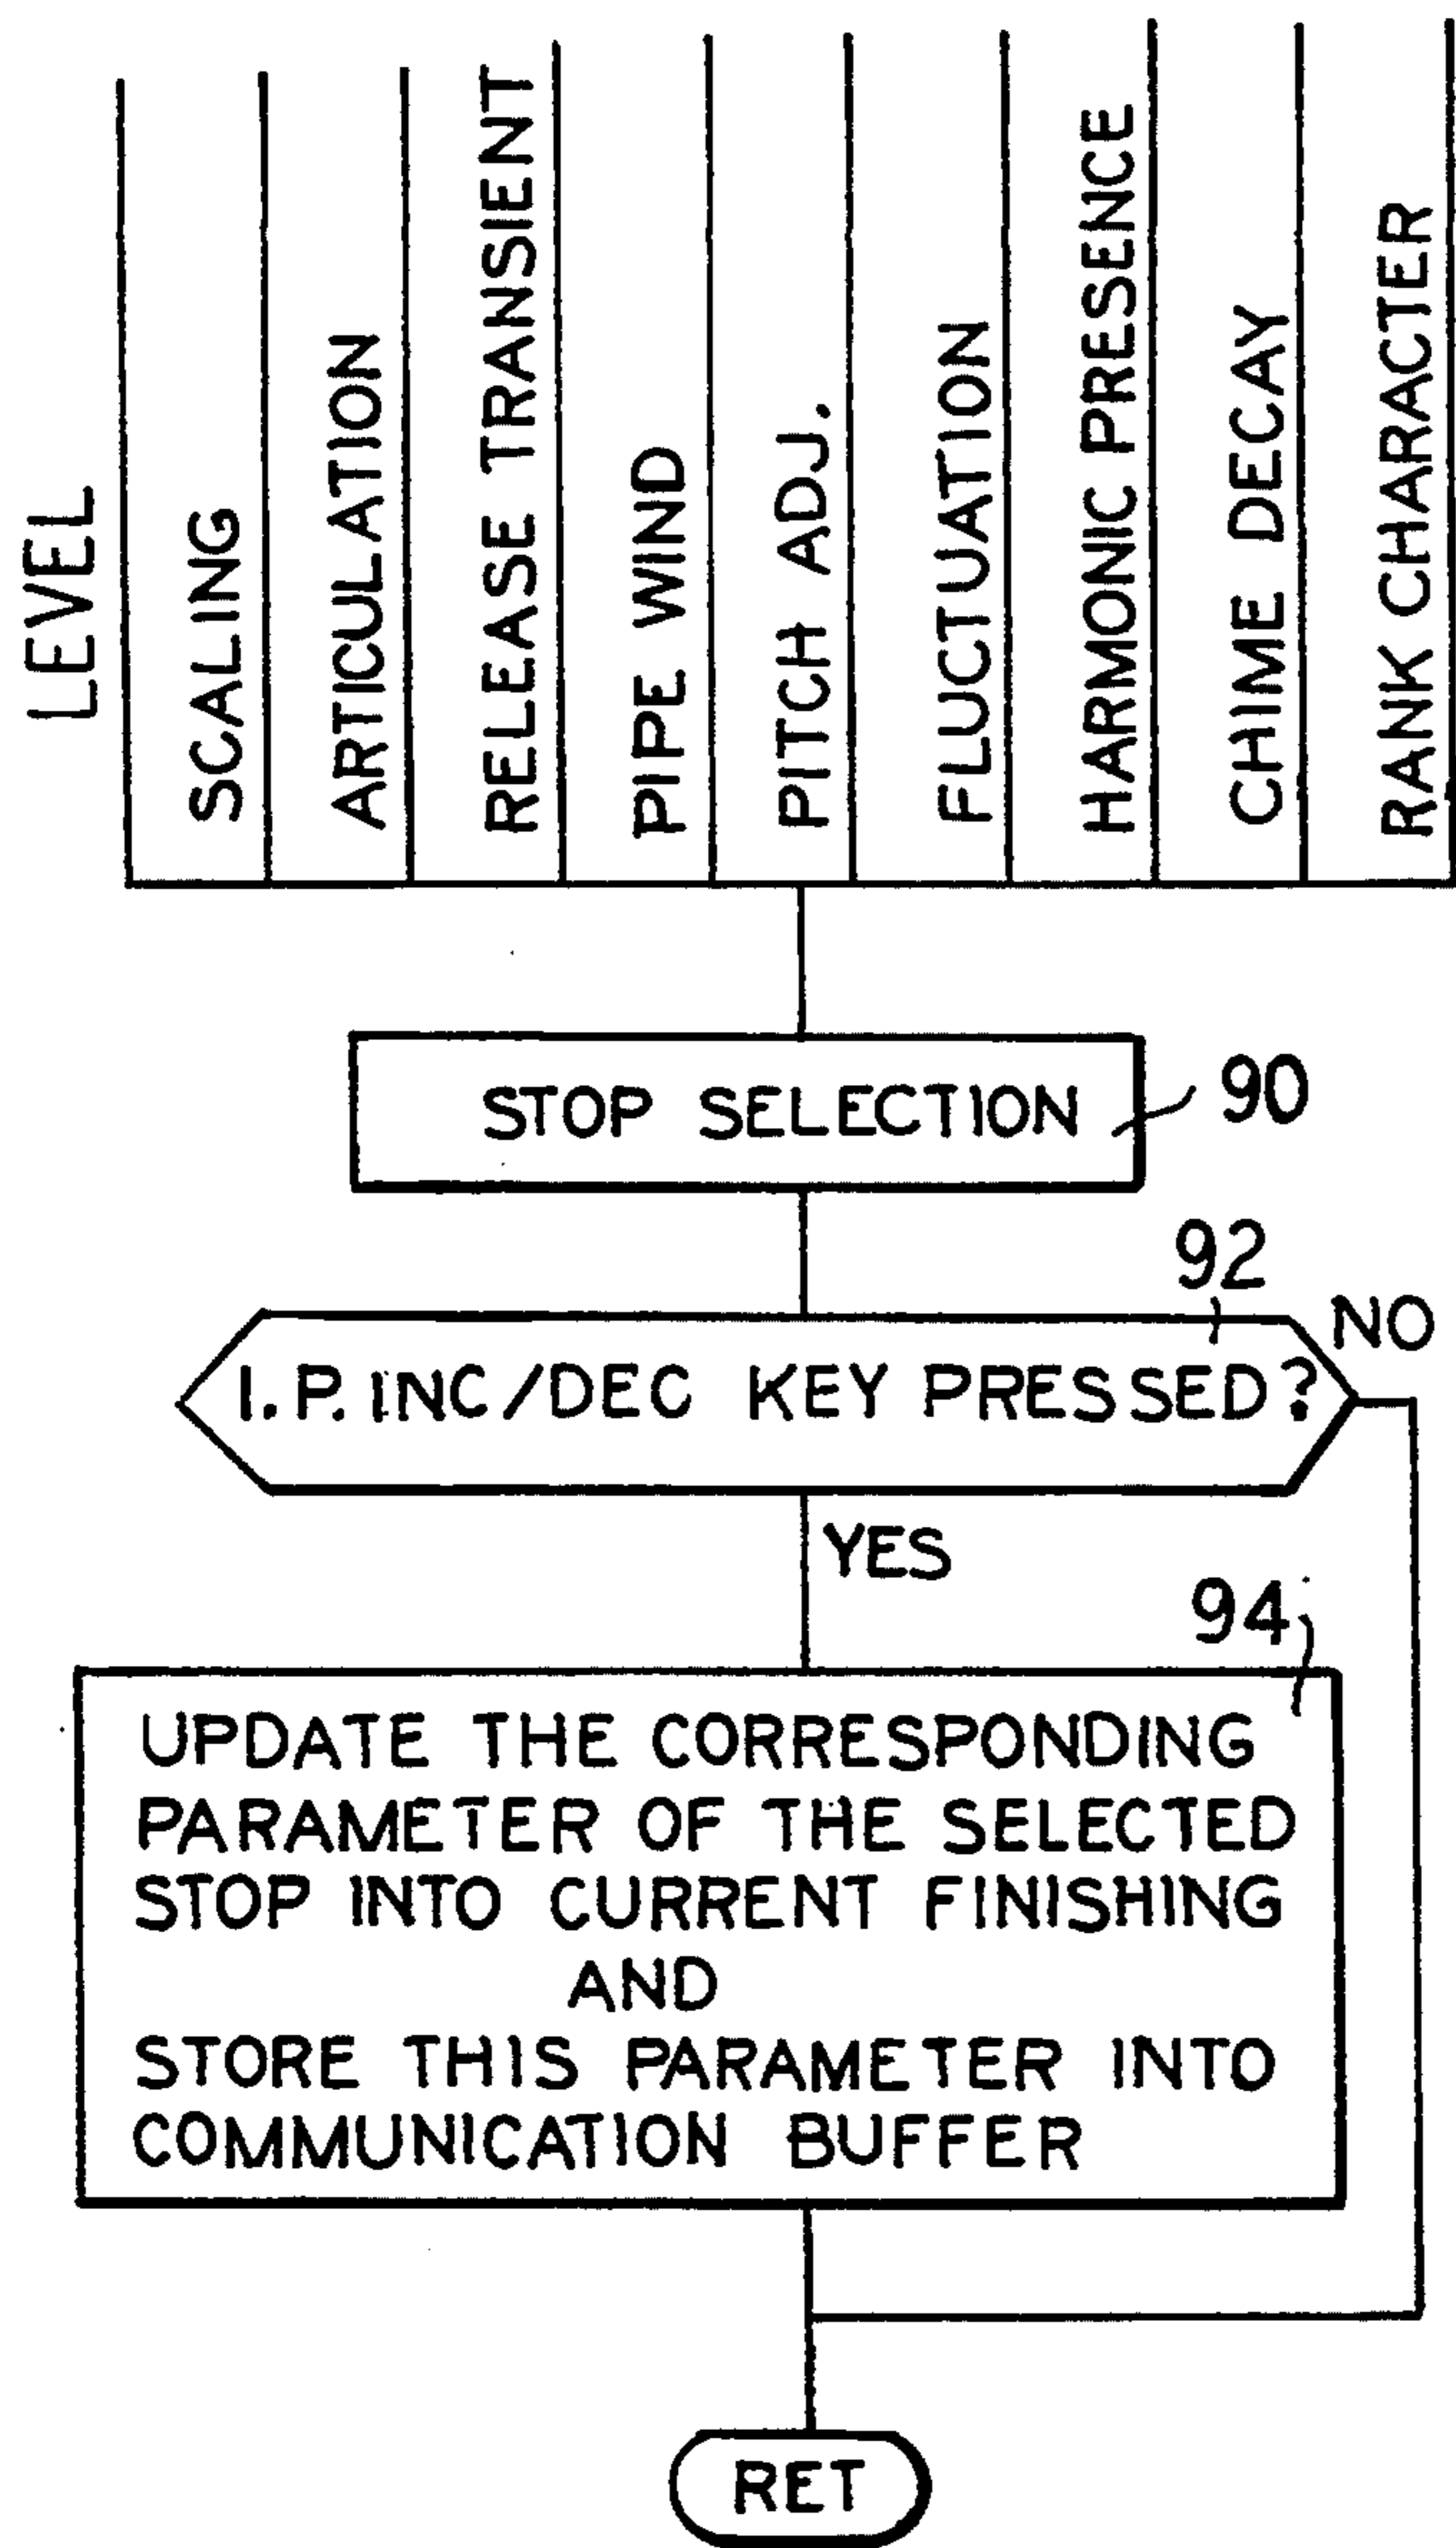 LEVEL
SCALING
ARTICULATION
RELEASE TRANSIENT
PIPE WIND
PITCH ADJ.
FLUCTUATION
HARMONIC PRESENCE
CHIME DECAY
RANK CHARACTER
STOP SELECTION
90
92
NO
I.P. INC/DEC KEY PRESSED?
YES
94
UPDATE THE CORRESPONDING
PARAMETER OF THE SELECTED
STOP INTO CURRENT FINISHING
AND
STORE THIS PARAMETER INTO
COMMUNICATION BUFFER
RET